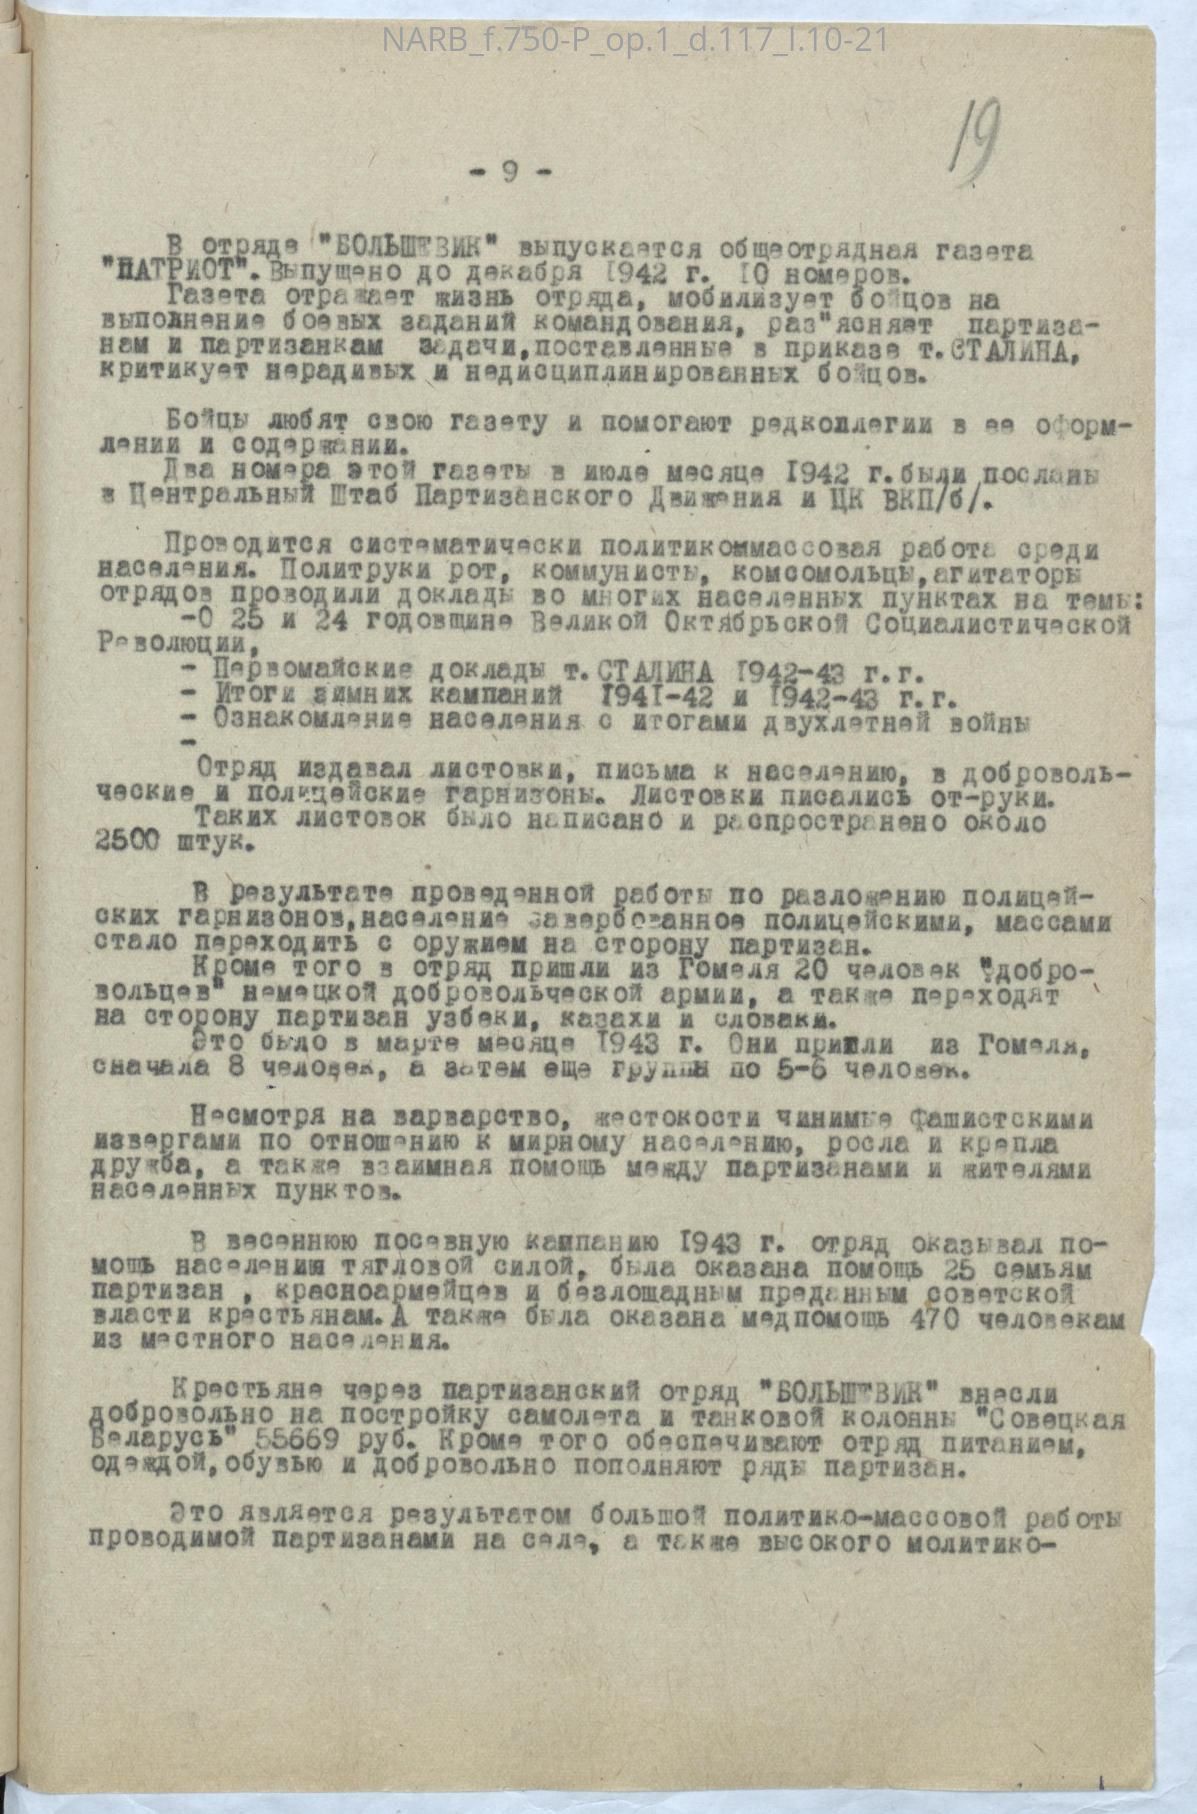 NARB_f.750-P_op.1_d.117_l.10-21
19
- 9 -
В отряде "БОЛЬШЕВИК" выпускается общеотрядная газета
"ПАТРИОТ". Выпущено до декабря 1942 г. 10 номеров.
Газета отражает жизнь отряда, мобилизует бойцов на
выполнение боевых заданий командования, раз"ясняет партиза-
нам и партизанкам задачи,поставленные в приказе т.СТАЛИНА,
критикует нерадивых и недисциплинированных бойцов.
Бойцы любят свою газету и помогают редколлегии в ее оформ-
лении и содержании.
Два номера этой газеты в июле месяце 1942 г.были посланы
в Центральный Штаб Партизанского Движения и ЦК ВКП/б/.
Проводится систематически политикоммассовая работа среди
населения. Политруки рот, коммунисты, комсомольцы,агитаторы
отрядов проводили доклады во многих населенных пунктах на темы:
-О 25 и 24 годовщине Великой Октябрьской Социалистической
Революции,
- Первомайские доклады т.СТАЛИНА 1942-43 г.г.
- Итоги зимних кампаний 1941-42 и 1942-43 г.г.
- Ознакомление населения с итогами двухлетней войны
-
Отряд издавал листовки, письма к населению, в доброволь-
ческие и полицейские гарнизоны. Листовки писались от-руки.
Таких листовок было написано и распространено около
2500 штук.
В результате проведенной работы по разложению полицей-
ских гарнизонов,население завербованное полицейскими, массами
стало переходить с оружием на сторону партизан.
Кроме того в отряд пришли из Гомеля 20 человек "добро-
вольцев" немецкой добровольческой армии, а также переходят
на сторону партизан узбеки, казахи и словаки.
Это было в марте месяце 1943 г. Они пришли из Гомеля,
сначала 8 человек, а затем еще группы по 5-6 человек.
Несмотря на варварство, жестокости чинимые фашистскими
извергами по отношению к мирному населению, росла и крепла
дружба, а также взаимная помощь между партизанами и жителями
населенных пунктов.
В весеннюю посевную кампанию 1943 г. отряд оказывал по-
мощь населению тягловой силой, была оказана помощь 25 семьям
партизан , красноармейцев и безлошадным преданным советской
власти крестьянам.А также была оказана медпомощь 470 человекам
из местного населения.
Крестьяне через партизанский отряд "БОЛЬШЕВИК" внесли
добровольно на постройку самолета и танковой колонны "Совецкая
Беларусь" 55669 руб. Кроме того обеспечивают отряд питанием,
одеждой,обувью и добровольно пополняют ряды партизан.
Это является результатом большой политико-массовой работы
проводимой партизанами на селе, а также высокого молитико-